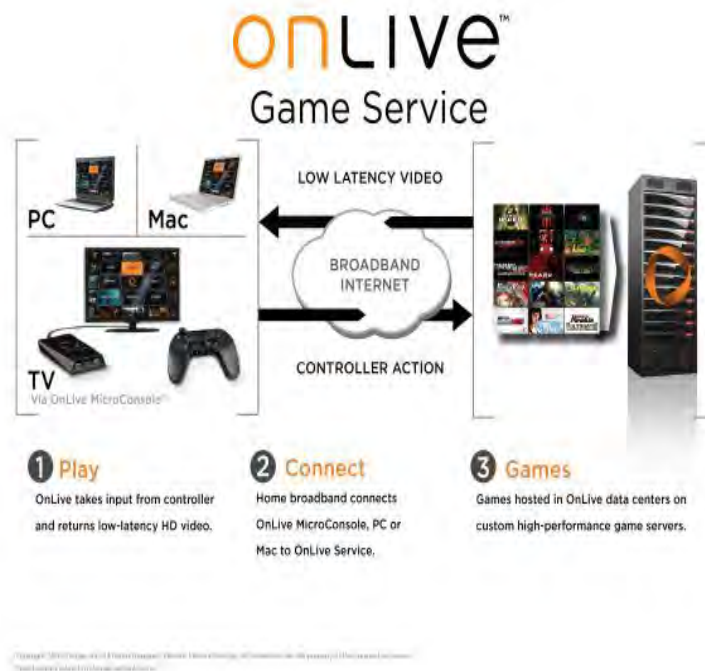 onLIVE™
Game Service
PC
Mac
TV
Via OnLive MicroConsole™
LOW LATENCY VIDEO
BROADBAND
INTERNET
CONTROLLER ACTION
1 Play
OnLive takes input from controller
and returns low-latency HD video.
2 Connect
Home broadband connects
OnLive MicroConsole, PC or
Mac to OnLive Service.
3 Games
Games hosted in OnLive data centers on
custom high-performance game servers.